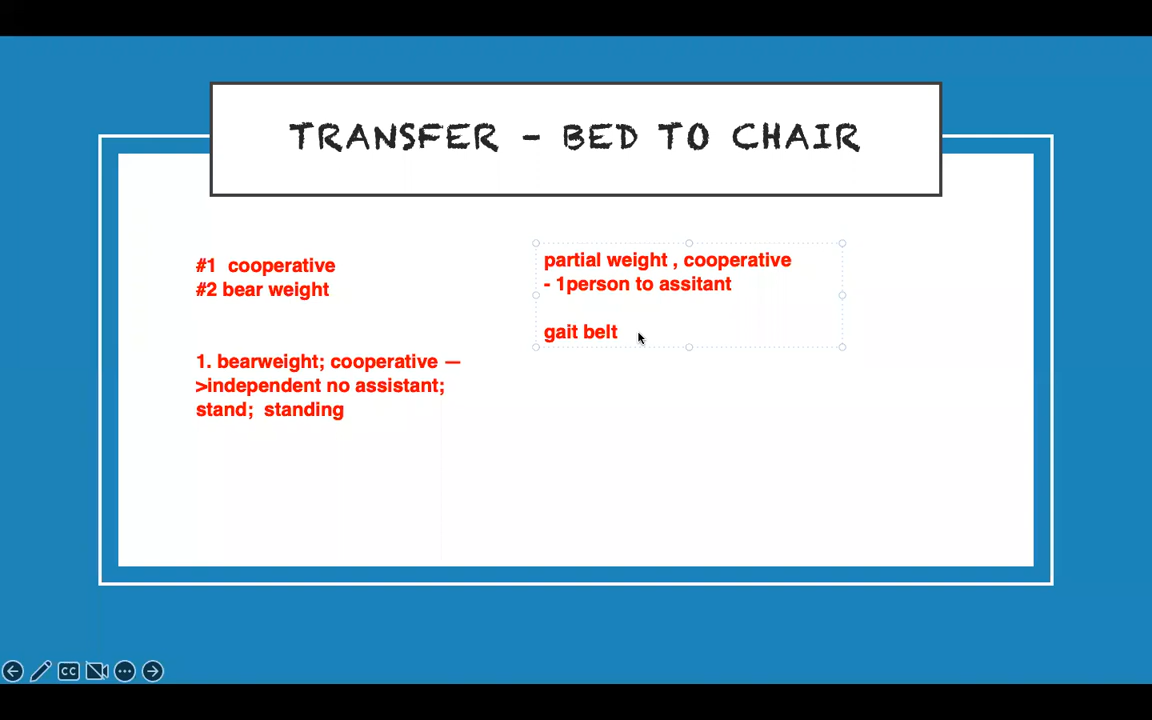 TRANSFER - BED TO CHAIR
#1 cooperative
#2 bear weight
1. bearweight; cooperative —
>independent no assistant;
stand; standing
partial weight , cooperative
- 1person to assitant
gait belt
CC